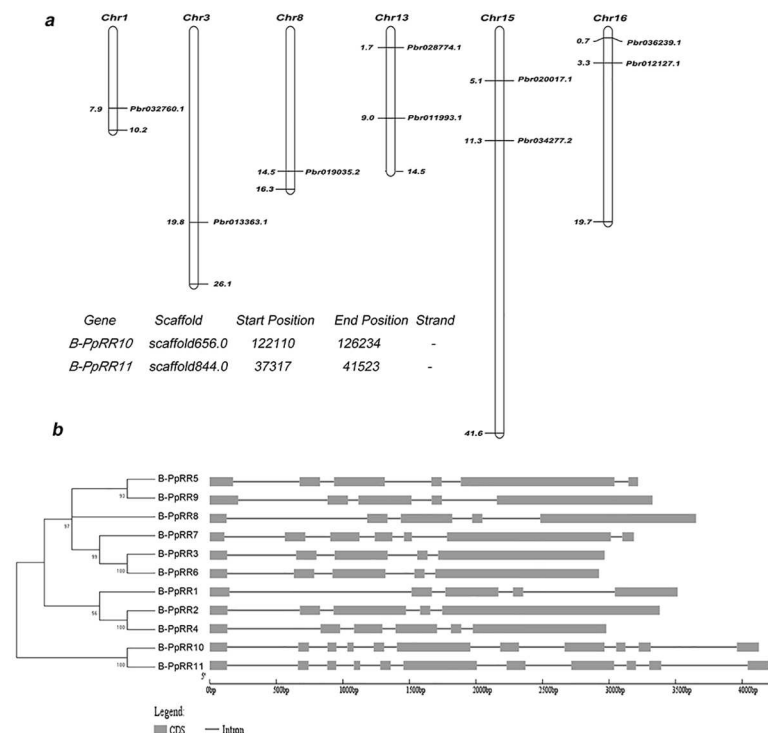 a
Chr1 Chr3 Chr8 Chr13 Chr15 Chr16
0.7 Pbr036239.1
1.7 Pbr028774.1
3.3 Pbr012127.1
5.1 Pbr020017.1
7.9 Pbr032760.1
9.0 Pbr011993.1
10.2
11.3 Pbr034277.2
14.5 Pbr019035.2
14.5
16.3
19.8 Pbr013363.1
19.7
26.1
Gene Scaffold Start Position End Position Strand
B-PpRR10 scaffold656.0 122110 126234 -
B-PpRR11 scaffold844.0 37317 41523 -
41.6
b
B-PpRR5
93
B-PpRR9
B-PpRR8
97
B-PpRR7
99
B-PpRR3
100
B-PpRR6
B-PpRR1
96
B-PpRR2
100
B-PpRR4
B-PpRR10
100
B-PpRR11
5'
0bp 500bp 1000bp 1500bp 2000bp 2500bp 3000bp 3500bp 4000bp
Legend:
CDS Intron